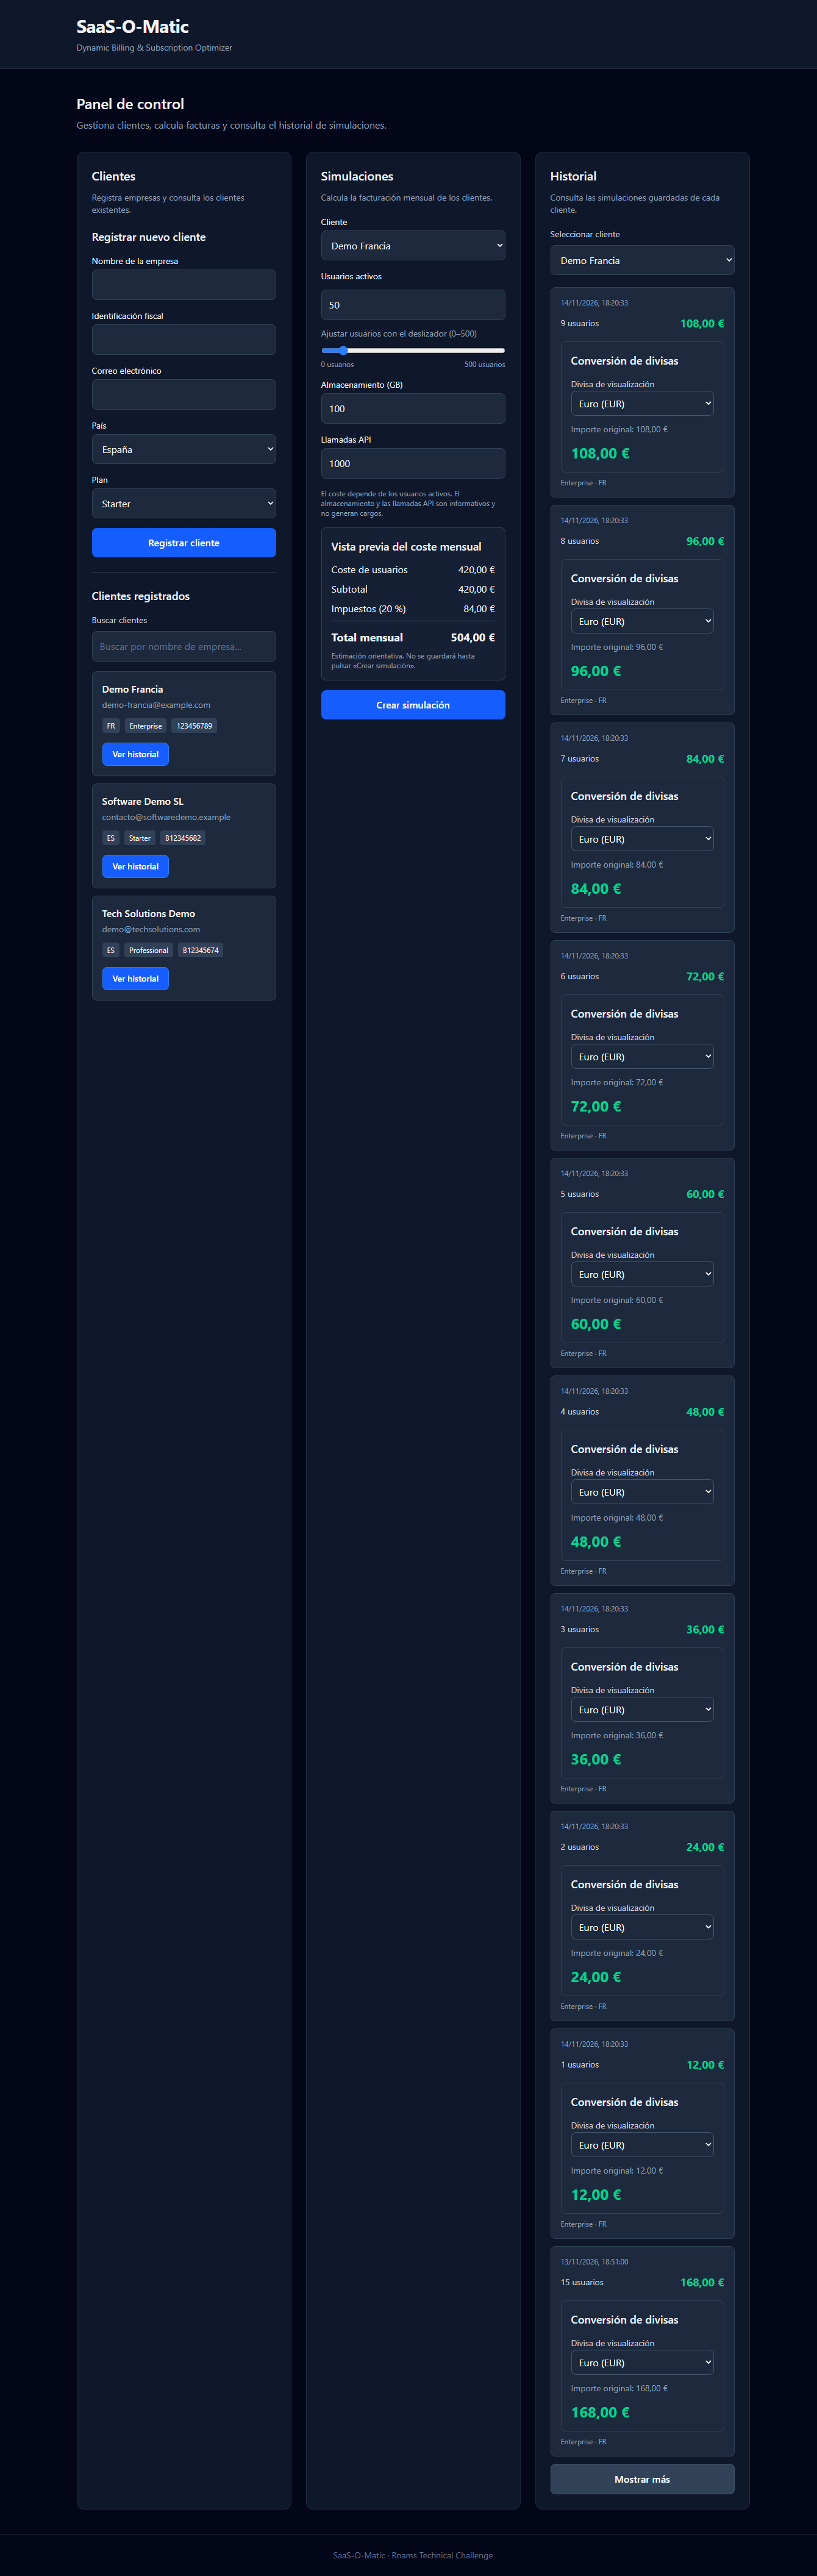 SaaS-O-Matic
Dynamic Billing & Subscription Optimizer
Panel de control
Gestiona clientes, calcula facturas y consulta el historial de simulaciones.
Clientes
Registra empresas y consulta los clientes
existentes.
Registrar nuevo cliente
Nombre de la empresa
Identificación fiscal
Correo electrónico
País
España
Plan
Starter
Registrar cliente
Clientes registrados
Buscar clientes
Buscar por nombre de empresa...
Demo Francia
demo-francia@example.com
FR Enterprise 123456789
Ver historial
Software Demo SL
contacto@softwaredemo.example
ES Starter B12345682
Ver historial
Tech Solutions Demo
demo@techsolutions.com
ES Professional B12345674
Ver historial
Simulaciones
Calcula la facturación mensual de los clientes.
Cliente
Demo Francia
Usuarios activos
50
Ajustar usuarios con el deslizador (0–500)
0 usuarios 500 usuarios
Almacenamiento (GB)
100
Llamadas API
1000
El coste depende de los usuarios activos. El
almacenamiento y las llamadas API son informativos y
no generan cargos.
Vista previa del coste mensual
Coste de usuarios 420,00 €
Subtotal 420,00 €
Impuestos (20 %) 84,00 €
Total mensual 504,00 €
Estimación orientativa. No se guardará hasta
pulsar «Crear simulación».
Crear simulación
Historial
Consulta las simulaciones guardadas de cada
cliente.
Seleccionar cliente
Demo Francia
14/11/2026, 18:20:33
9 usuarios 108,00 €
Conversión de divisas
Divisa de visualización
Euro (EUR)
Importe original: 108,00 €
108,00 €
Enterprise · FR
14/11/2026, 18:20:33
8 usuarios 96,00 €
Conversión de divisas
Divisa de visualización
Euro (EUR)
Importe original: 96,00 €
96,00 €
Enterprise · FR
14/11/2026, 18:20:33
7 usuarios 84,00 €
Conversión de divisas
Divisa de visualización
Euro (EUR)
Importe original: 84,00 €
84,00 €
Enterprise · FR
14/11/2026, 18:20:33
6 usuarios 72,00 €
Conversión de divisas
Divisa de visualización
Euro (EUR)
Importe original: 72,00 €
72,00 €
Enterprise · FR
14/11/2026, 18:20:33
5 usuarios 60,00 €
Conversión de divisas
Divisa de visualización
Euro (EUR)
Importe original: 60,00 €
60,00 €
Enterprise · FR
14/11/2026, 18:20:33
4 usuarios 48,00 €
Conversión de divisas
Divisa de visualización
Euro (EUR)
Importe original: 48,00 €
48,00 €
Enterprise · FR
14/11/2026, 18:20:33
3 usuarios 36,00 €
Conversión de divisas
Divisa de visualización
Euro (EUR)
Importe original: 36,00 €
36,00 €
Enterprise · FR
14/11/2026, 18:20:33
2 usuarios 24,00 €
Conversión de divisas
Divisa de visualización
Euro (EUR)
Importe original: 24,00 €
24,00 €
Enterprise · FR
14/11/2026, 18:20:33
1 usuarios 12,00 €
Conversión de divisas
Divisa de visualización
Euro (EUR)
Importe original: 12,00 €
12,00 €
Enterprise · FR
13/11/2026, 18:51:00
15 usuarios 168,00 €
Conversión de divisas
Divisa de visualización
Euro (EUR)
Importe original: 168,00 €
168,00 €
Enterprise · FR
Mostrar más
SaaS-O-Matic · Roams Technical Challenge